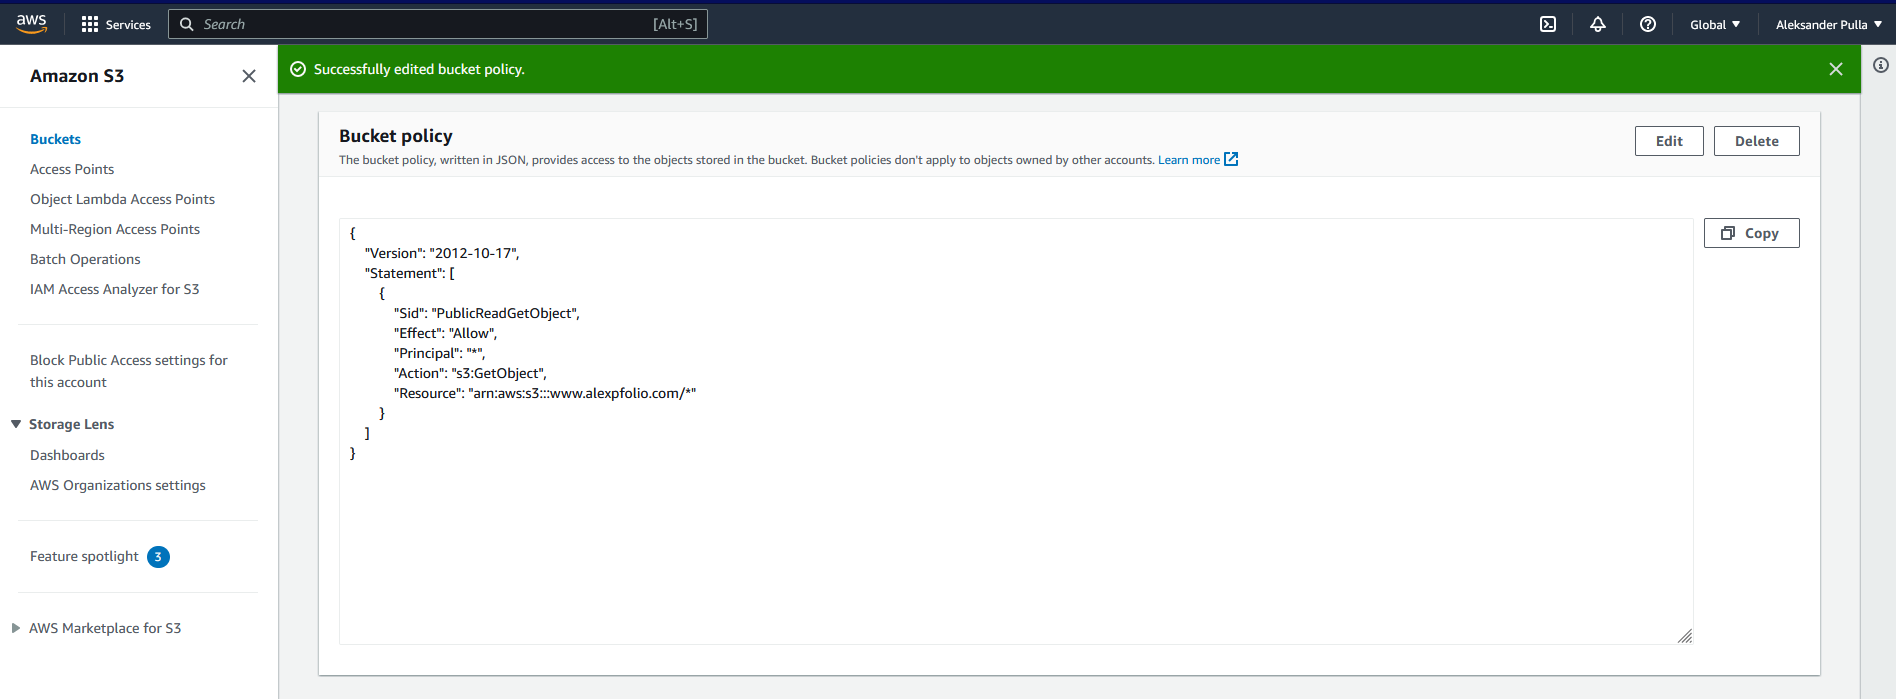 aws
Services
Search
[Alt+S]
Global
Aleksander Pulla
Amazon S3
Successfully edited bucket policy.
Buckets
Access Points
Object Lambda Access Points
Multi-Region Access Points
Batch Operations
IAM Access Analyzer for S3
Block Public Access settings for
this account
Storage Lens
Dashboards
AWS Organizations settings
Feature spotlight 3
AWS Marketplace for S3
Bucket policy
The bucket policy, written in JSON, provides access to the objects stored in the bucket. Bucket policies don't apply to objects owned by other accounts. Learn more
Edit
Delete
Copy
{
"Version": "2012-10-17",
"Statement": [
{
"Sid": "PublicReadGetObject",
"Effect": "Allow",
"Principal": "*",
"Action": "s3:GetObject",
"Resource": "arn:aws:s3:::www.alexpfolio.com/*"
}
]
}